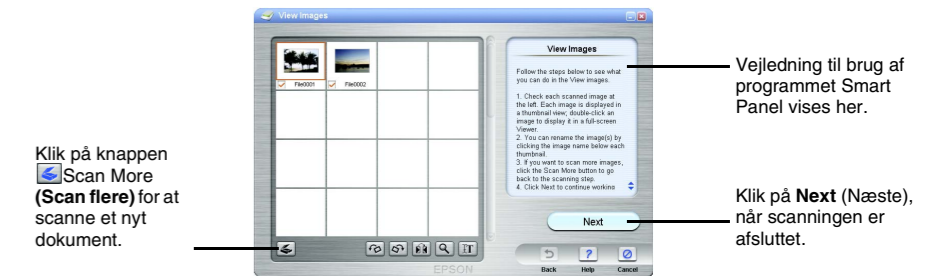 View Images
File0001
File0002
View Images
Follow the steps below to see what
you can do in the View images.
1. Check each scanned image at
the left. Each image is displayed in
a thumbnail view; double-click an
image to display it in a full-screen
Viewer.
2. You can rename the image(s) by
clicking the image name below each
thumbnail.
3. If you want to scan more images,
click the Scan More button to go
back to the scanning step.
4. Click Next to continue working
Next
Back
Help
Cancel
EPSON
Vejledning til brug af
programmet Smart
Panel vises her.
Klik på knappen
Scan More
(Scan flere) for at
scanne et nyt
dokument.
Klik på Next (Næste),
når scanningen er
afsluttet.